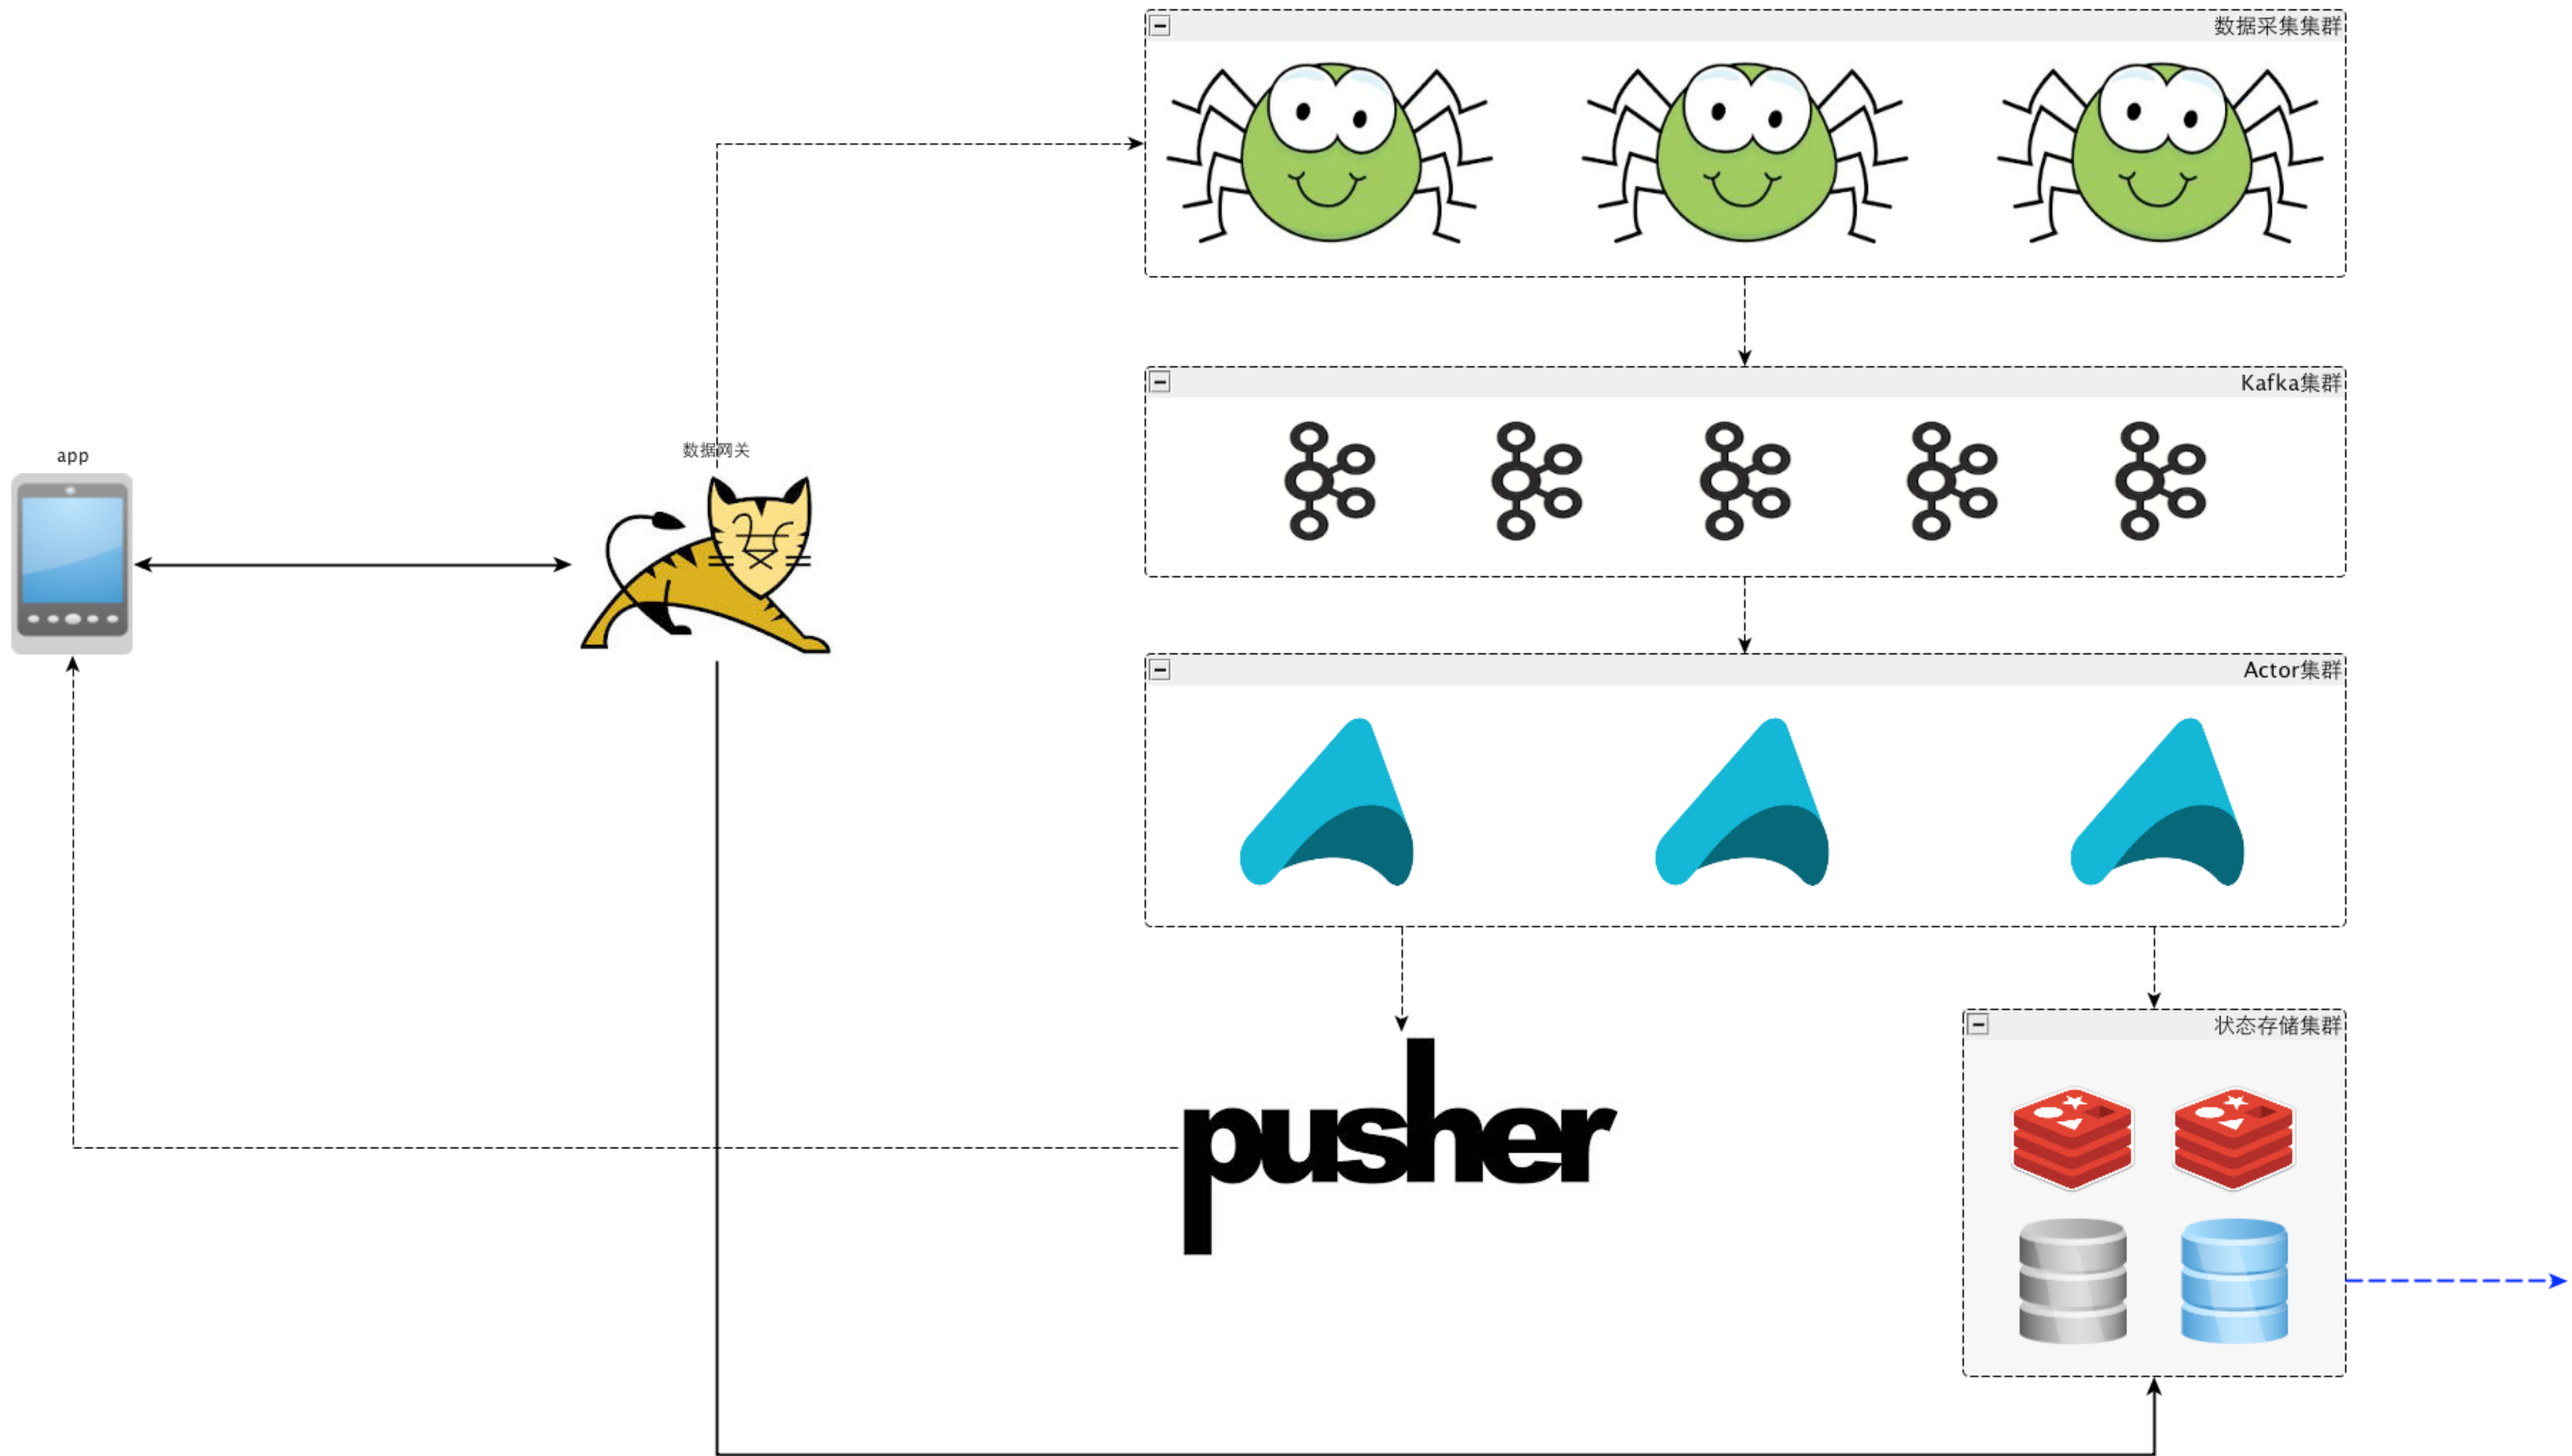 数据采集集群
Kafka集群
数据网关
app
Actor集群
pusher
状态存储集群